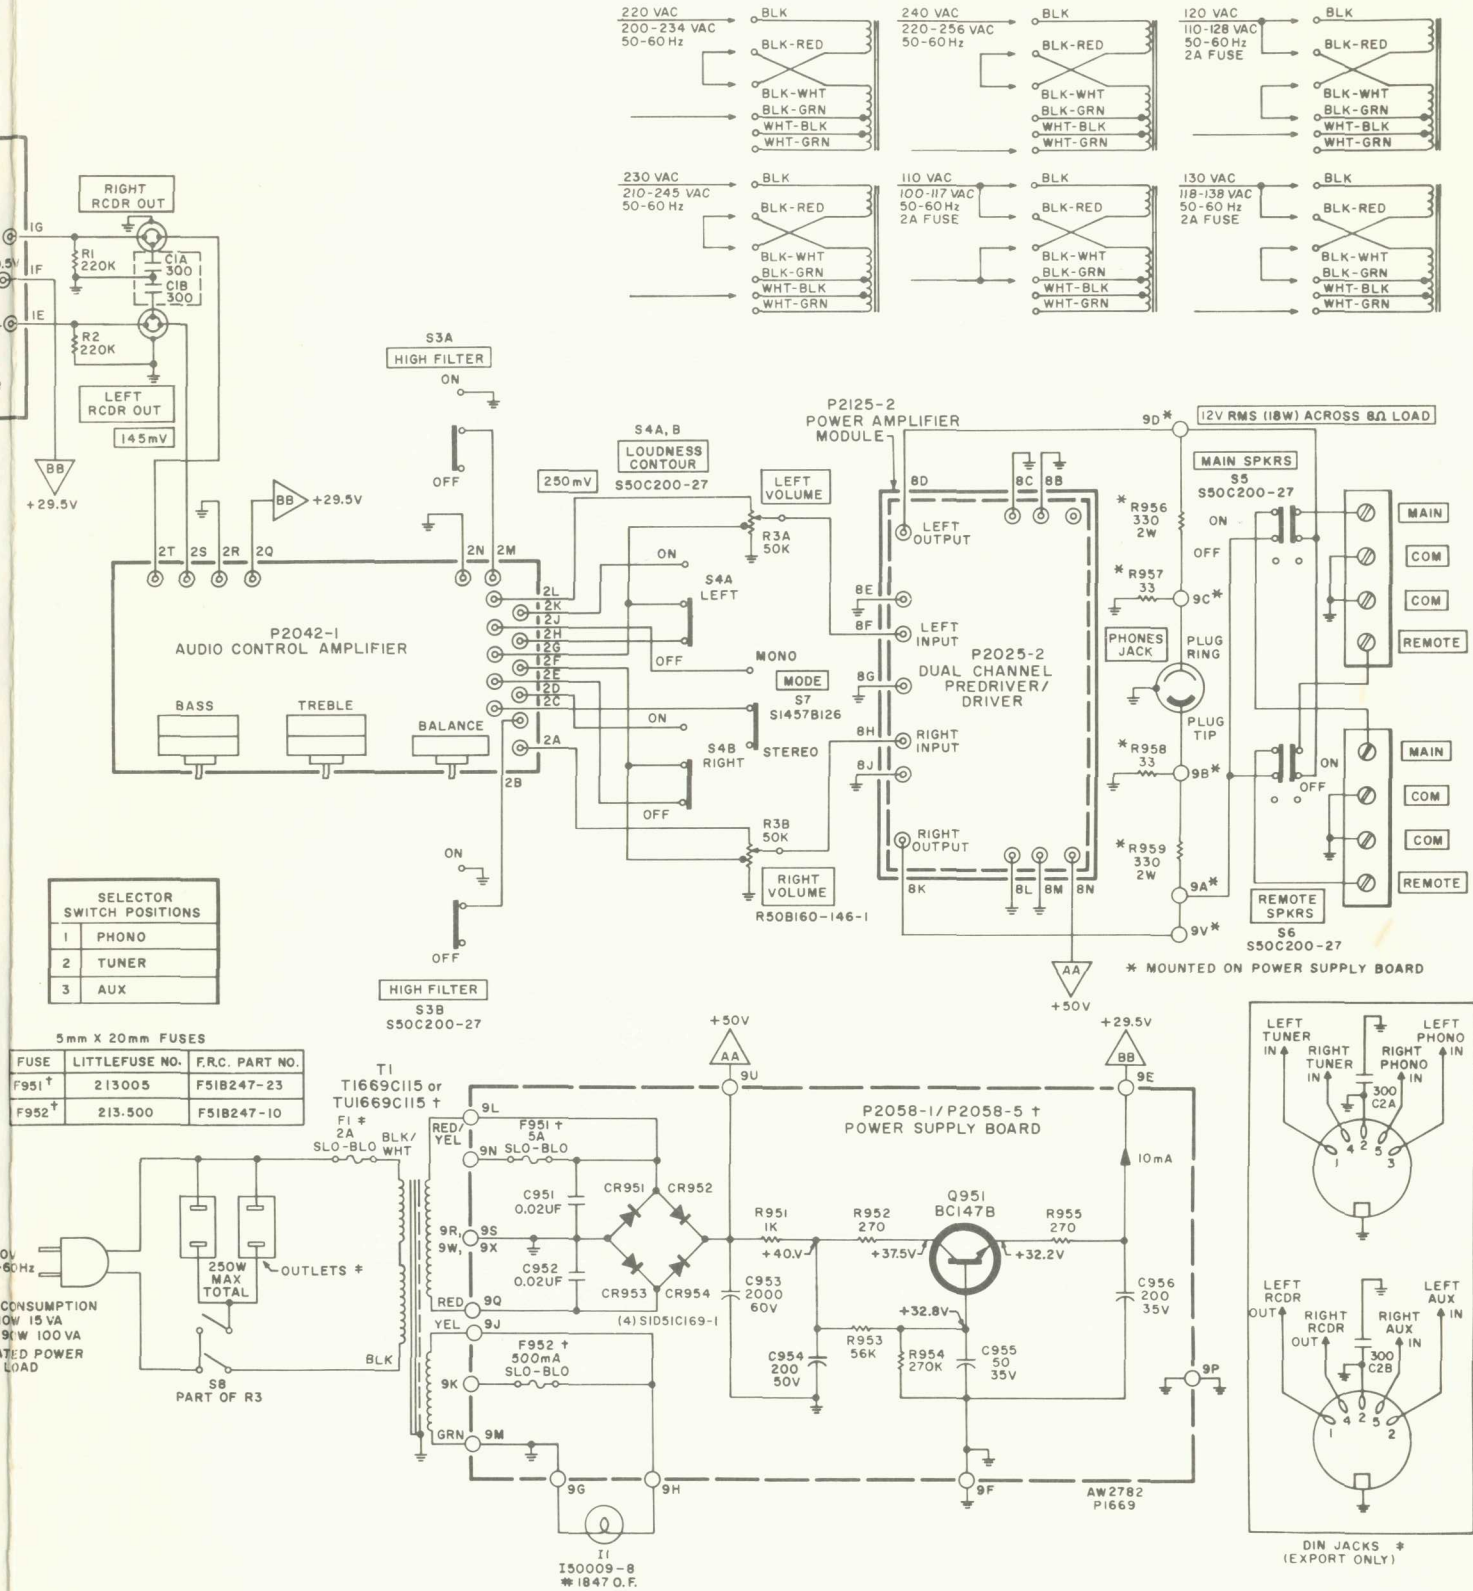 220 VAC
200-234 VAC
50-60 Hz
BLK
BLK-RED
BLK-WHT
BLK-GRN
WHT-BLK
WHT-GRN
240 VAC
220-256 VAC
50-60 Hz
BLK
BLK-RED
BLK-WHT
BLK-GRN
WHT-BLK
WHT-GRN
120 VAC
110-128 VAC
50-60 Hz
2A FUSE
BLK
BLK-RED
BLK-WHT
BLK-GRN
WHT-BLK
WHT-GRN
230 VAC
210-245 VAC
50-60 Hz
BLK
BLK-RED
BLK-WHT
BLK-GRN
WHT-BLK
WHT-GRN
110 VAC
100-117 VAC
50-60 Hz
2A FUSE
BLK
BLK-RED
BLK-WHT
BLK-GRN
WHT-BLK
WHT-GRN
130 VAC
118-138 VAC
50-60 Hz
2A FUSE
BLK
BLK-RED
BLK-WHT
BLK-GRN
WHT-BLK
WHT-GRN
RIGHT
RCDR OUT
1G
R1
220K
C1A
300
C1B
300
1F
1E
R2
220K
LEFT
RCDR OUT
145mV
BB
+29.5V
BB
+29.5V
S3A
HIGH FILTER
ON
OFF
2T
2S
2R
2Q
2N
2M
P2042-1
AUDIO CONTROL AMPLIFIER
BASS
TREBLE
BALANCE
2L
2K
2J
2H
2G
2F
2E
2D
2C
2A
2B
250mV
S4A, B
LOUDNESS
CONTOUR
S50C200-27
LEFT
VOLUME
R3A
50K
ON
S4A
LEFT
OFF
MONO
MODE
S7
S1457B126
ON
S4B
RIGHT
STEREO
OFF
R3B
50K
RIGHT
VOLUME
R50B160-146-1
ON
OFF
HIGH FILTER
S3B
S50C200-27
P2125-2
POWER AMPLIFIER
MODULE
8D
8C
8B
LEFT
OUTPUT
8E
8F
LEFT
INPUT
P2025-2
DUAL CHANNEL
PREDRIVER/
DRIVER
8G
8H
RIGHT
INPUT
8J
RIGHT
OUTPUT
8K
8L
8M
8N
AA
+50V
9D*
12V RMS (18W) ACROSS 8Ω LOAD
* R956
330
2W
* R957
33
9C*
PHONES
JACK
PLUG
RING
PLUG
TIP
* R958
33
9B*
* R959
330
2W
9A*
9V*
MAIN SPKRS
S5
S50C200-27
ON
OFF
MAIN
COM
COM
REMOTE
ON
OFF
MAIN
COM
COM
REMOTE
REMOTE
SPKRS
S6
S50C200-27
* MOUNTED ON POWER SUPPLY BOARD
SELECTOR
SWITCH POSITIONS
1 PHONO
2 TUNER
3 AUX
5mm X 20mm FUSES
FUSE LITTLEFUSE NO. F.R.C. PART NO.
F951† 213005 F51B247-23
F952† 213.500 F51B247-10
T1
T1669C115 or
TU1669C115 †
F1 ‡
2A
SLO-BLO
BLK/
WHT
250W
MAX
TOTAL
OUTLETS ‡
60Hz
CONSUMPTION
15 VA
90W 100 VA
POWER
LOAD
S8
PART OF R3
BLK
RED/
YEL
9L
9N
F951 †
5A
SLO-BLO
C951
0.02UF
9R,
9W,
9S
9X
C952
0.02UF
CR951
CR952
CR953
CR954
(4) S1D51C169-1
RED
9Q
YEL
9J
F952 †
500mA
SLO-BLO
9K
GRN
9M
9G
9H
I1
I50009-8
# 1847 O.F.
+50V
AA
9U
+29.5V
BB
9E
P2058-1/P2058-5 †
POWER SUPPLY BOARD
10mA
R951
1K
+40.V
R952
270
+37.5V
Q951
BC147B
+32.2V
R955
270
C953
2000
60V
+32.8V
R953
56K
R954
270K
C954
200
50V
C955
50
35V
C956
200
35V
9P
9F
AW2782
P1669
LEFT
TUNER
IN
RIGHT
TUNER
IN
RIGHT
PHONO
IN
LEFT
PHONO
IN
300
C2A
1
4
2
5
3
LEFT
RCDR
OUT
RIGHT
RCDR
OUT
RIGHT
AUX
IN
LEFT
AUX
IN
300
C2B
1
4
2
5
2
DIN JACKS ‡
(EXPORT ONLY)